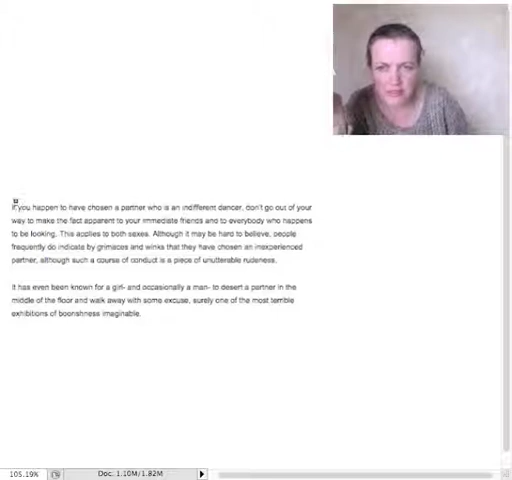 If you happen to have chosen a partner who is an indifferent dancer, don't go out of your
way to make the fact apparent to your immediate friends and to everybody who happens
to be looking. This applies to both sexes. Although it may be hard to believe, people
frequently do indicate by grimaces and winks that they have chosen an inexperienced
partner, although such a course of conduct is a piece of unutterable rudeness.
It has even been known for a girl- and occasionally a man- to desert a partner in the
middle of the floor and walk away with some excuse, surely one of the most terrible
exhibitions of boorishness imaginable.
105.19% Doc: 1.10M/1.82M